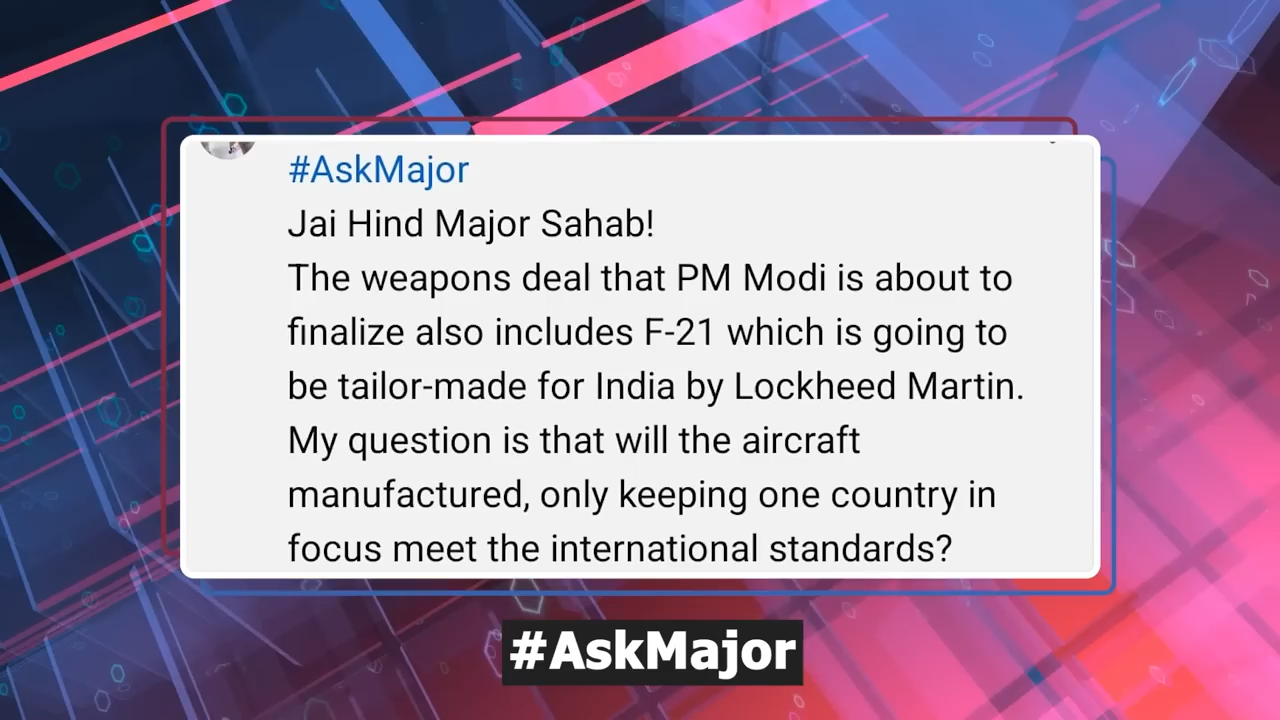 #AskMajor
Jai Hind Major Sahab!
The weapons deal that PM Modi is about to
finalize also includes F-21 which is going to
be tailor-made for India by Lockheed Martin.
My question is that will the aircraft
manufactured, only keeping one country in
focus meet the international standards?
#AskMajor